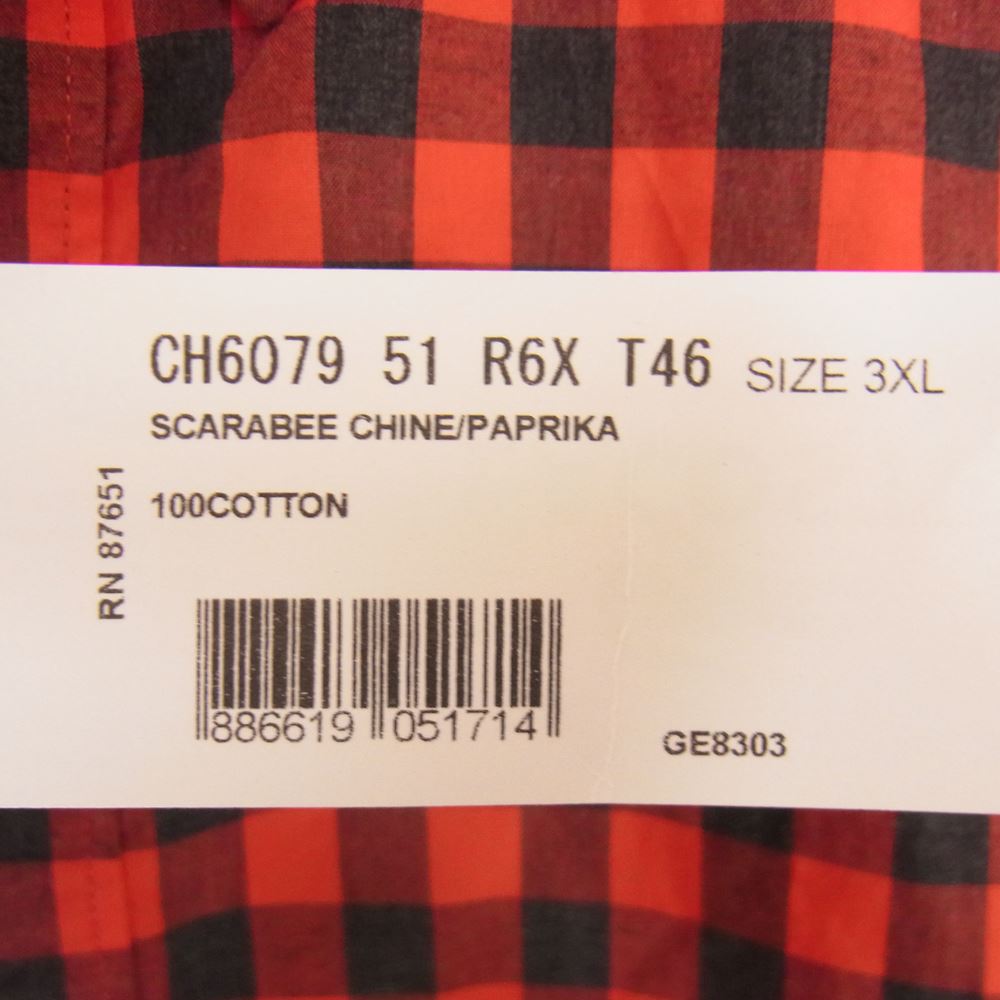 CH6079 51 R6X T46 SIZE 3XL
SCARABEE CHINE/PAPRIKA
100COTTON
RN 87651
886619 051714
GE8303